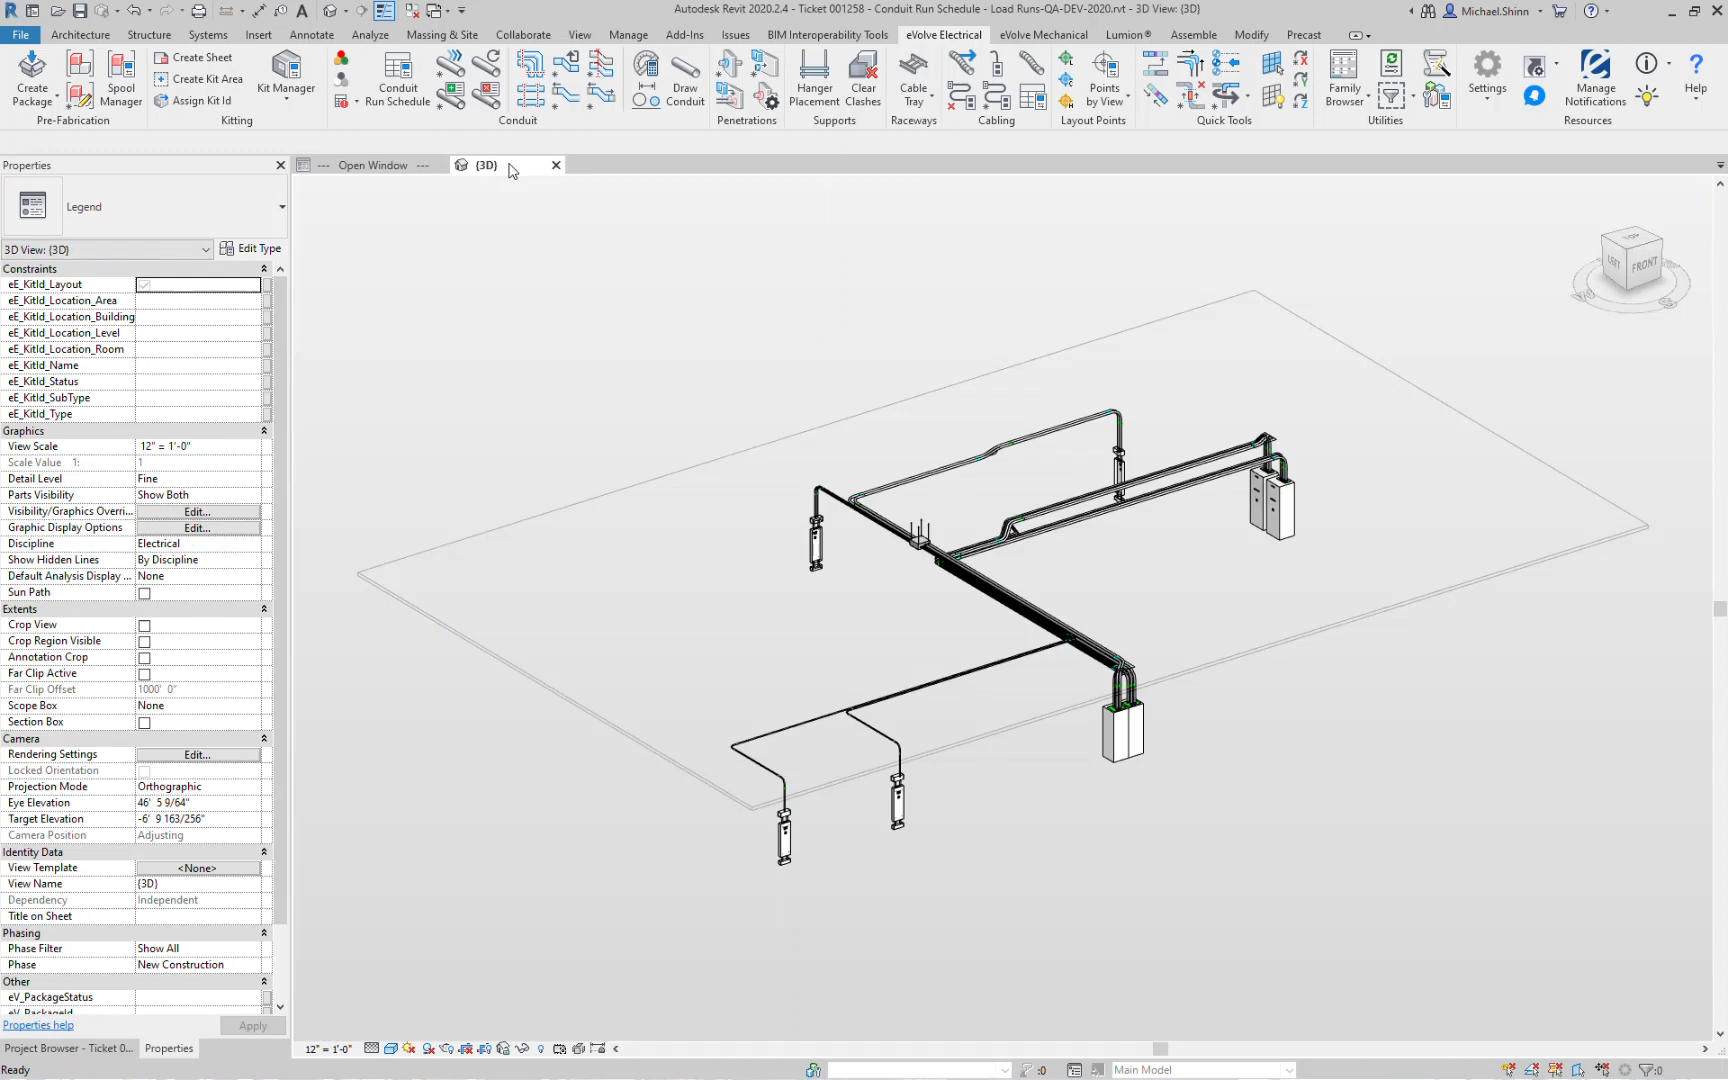 Autodesk Revit 2020.2.4 - Ticket 001258 - Conduit Run Schedule - Load Runs-QA-DEV-2020.rvt - 3D View: {3D}
Michael.Shinn
File Architecture Structure Systems Insert Annotate Analyze Massing & Site Collaborate View Manage Add-Ins Issues BIM Interoperability Tools eVolve Electrical eVolve Mechanical Lumion® Assemble Modify Precast
Create Package
Spool Manager
Pre-Fabrication
Create Sheet
Create Kit Area
Assign Kit Id
Kit Manager
Kitting
Conduit Run Schedule
Draw Conduit
Conduit
Penetrations
Hanger Placement
Clear Clashes
Supports
Cable Tray
Raceways
Cabling
Points by View
Layout Points
Quick Tools
Family Browser
Utilities
Settings
Manage Notifications
Resources
Help
Properties
--- Open Window ---
{3D}
Legend
3D View: {3D}
Edit Type
Constraints
eE_KitId_Layout
eE_KitId_Location_Area
eE_KitId_Location_Building
eE_KitId_Location_Level
eE_KitId_Location_Room
eE_KitId_Name
eE_KitId_Status
eE_KitId_SubType
eE_KitId_Type
Graphics
View Scale 12" = 1'-0"
Scale Value 1: 1
Detail Level Fine
Parts Visibility Show Both
Visibility/Graphics Overri... Edit...
Graphic Display Options Edit...
Discipline Electrical
Show Hidden Lines By Discipline
Default Analysis Display ... None
Sun Path
Extents
Crop View
Crop Region Visible
Annotation Crop
Far Clip Active
Far Clip Offset 1000' 0"
Scope Box None
Section Box
Camera
Rendering Settings Edit...
Locked Orientation
Projection Mode Orthographic
Eye Elevation 46' 5 9/64"
Target Elevation -6' 9 163/256"
Camera Position Adjusting
Identity Data
View Template <None>
View Name {3D}
Dependency Independent
Title on Sheet
Phasing
Phase Filter Show All
Phase New Construction
Other
eV_PackageStatus
eV_PackageId
Properties help
Apply
Project Browser - Ticket 0...
Properties
12" = 1'-0"
Ready
:0
Main Model
:0
TOP
LEFT
FRONT